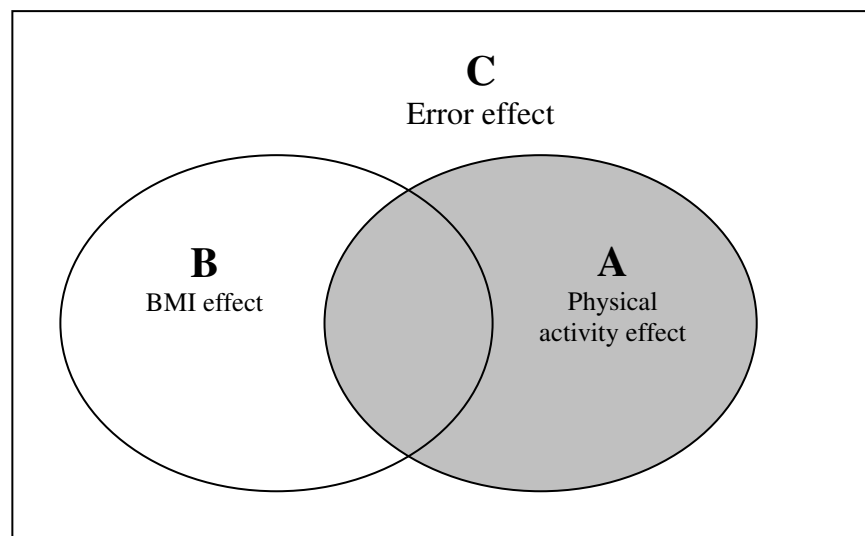 C
Error effect
B
BMI effect
A
Physical
activity effect